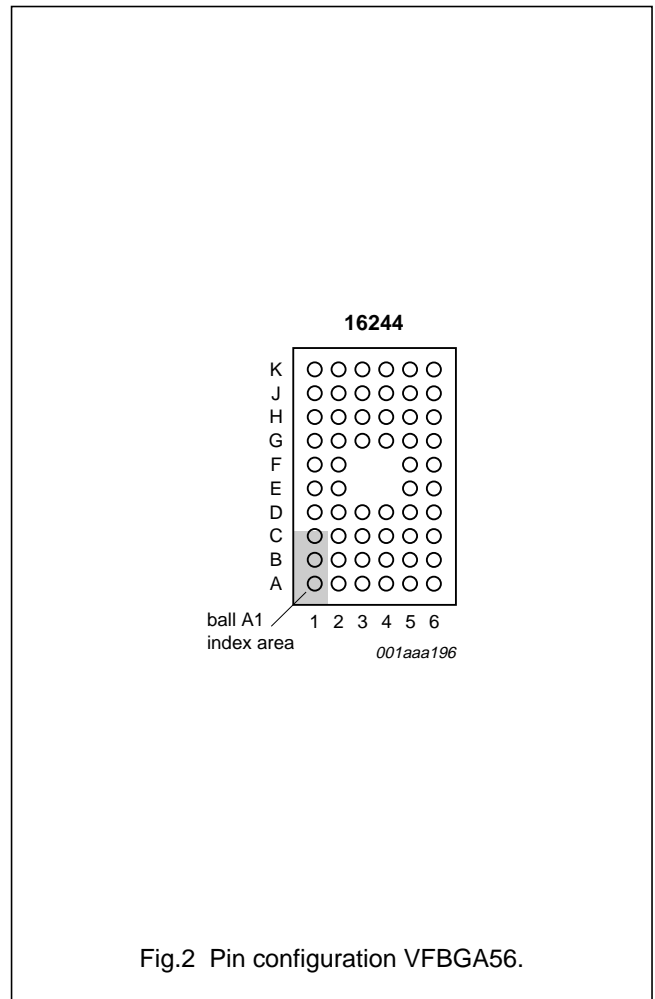 16244
K
J
H
G
F
E
D
C
B
A
ball A1
index area
1 2 3 4 5 6
001aaa196
Fig.2 Pin configuration VFBGA56.